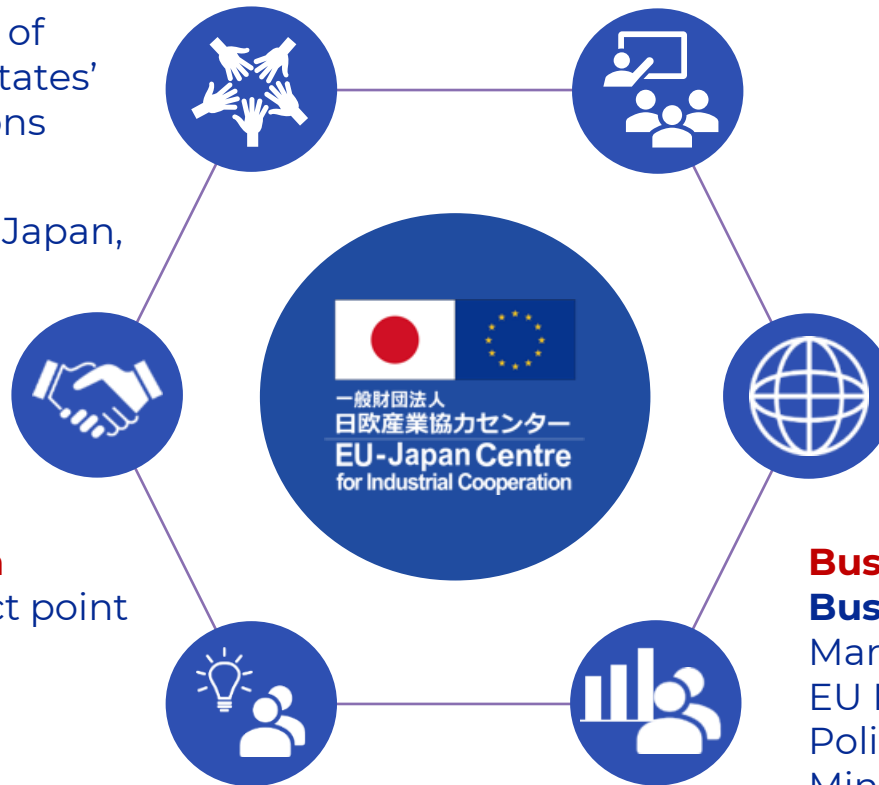 of
tates'
ons
Japan,
一般財団法人
日欧産業協力センター
EU-Japan Centre
for Industrial Cooperation
ct point
Bus
Bus
Mar
EU
Poli